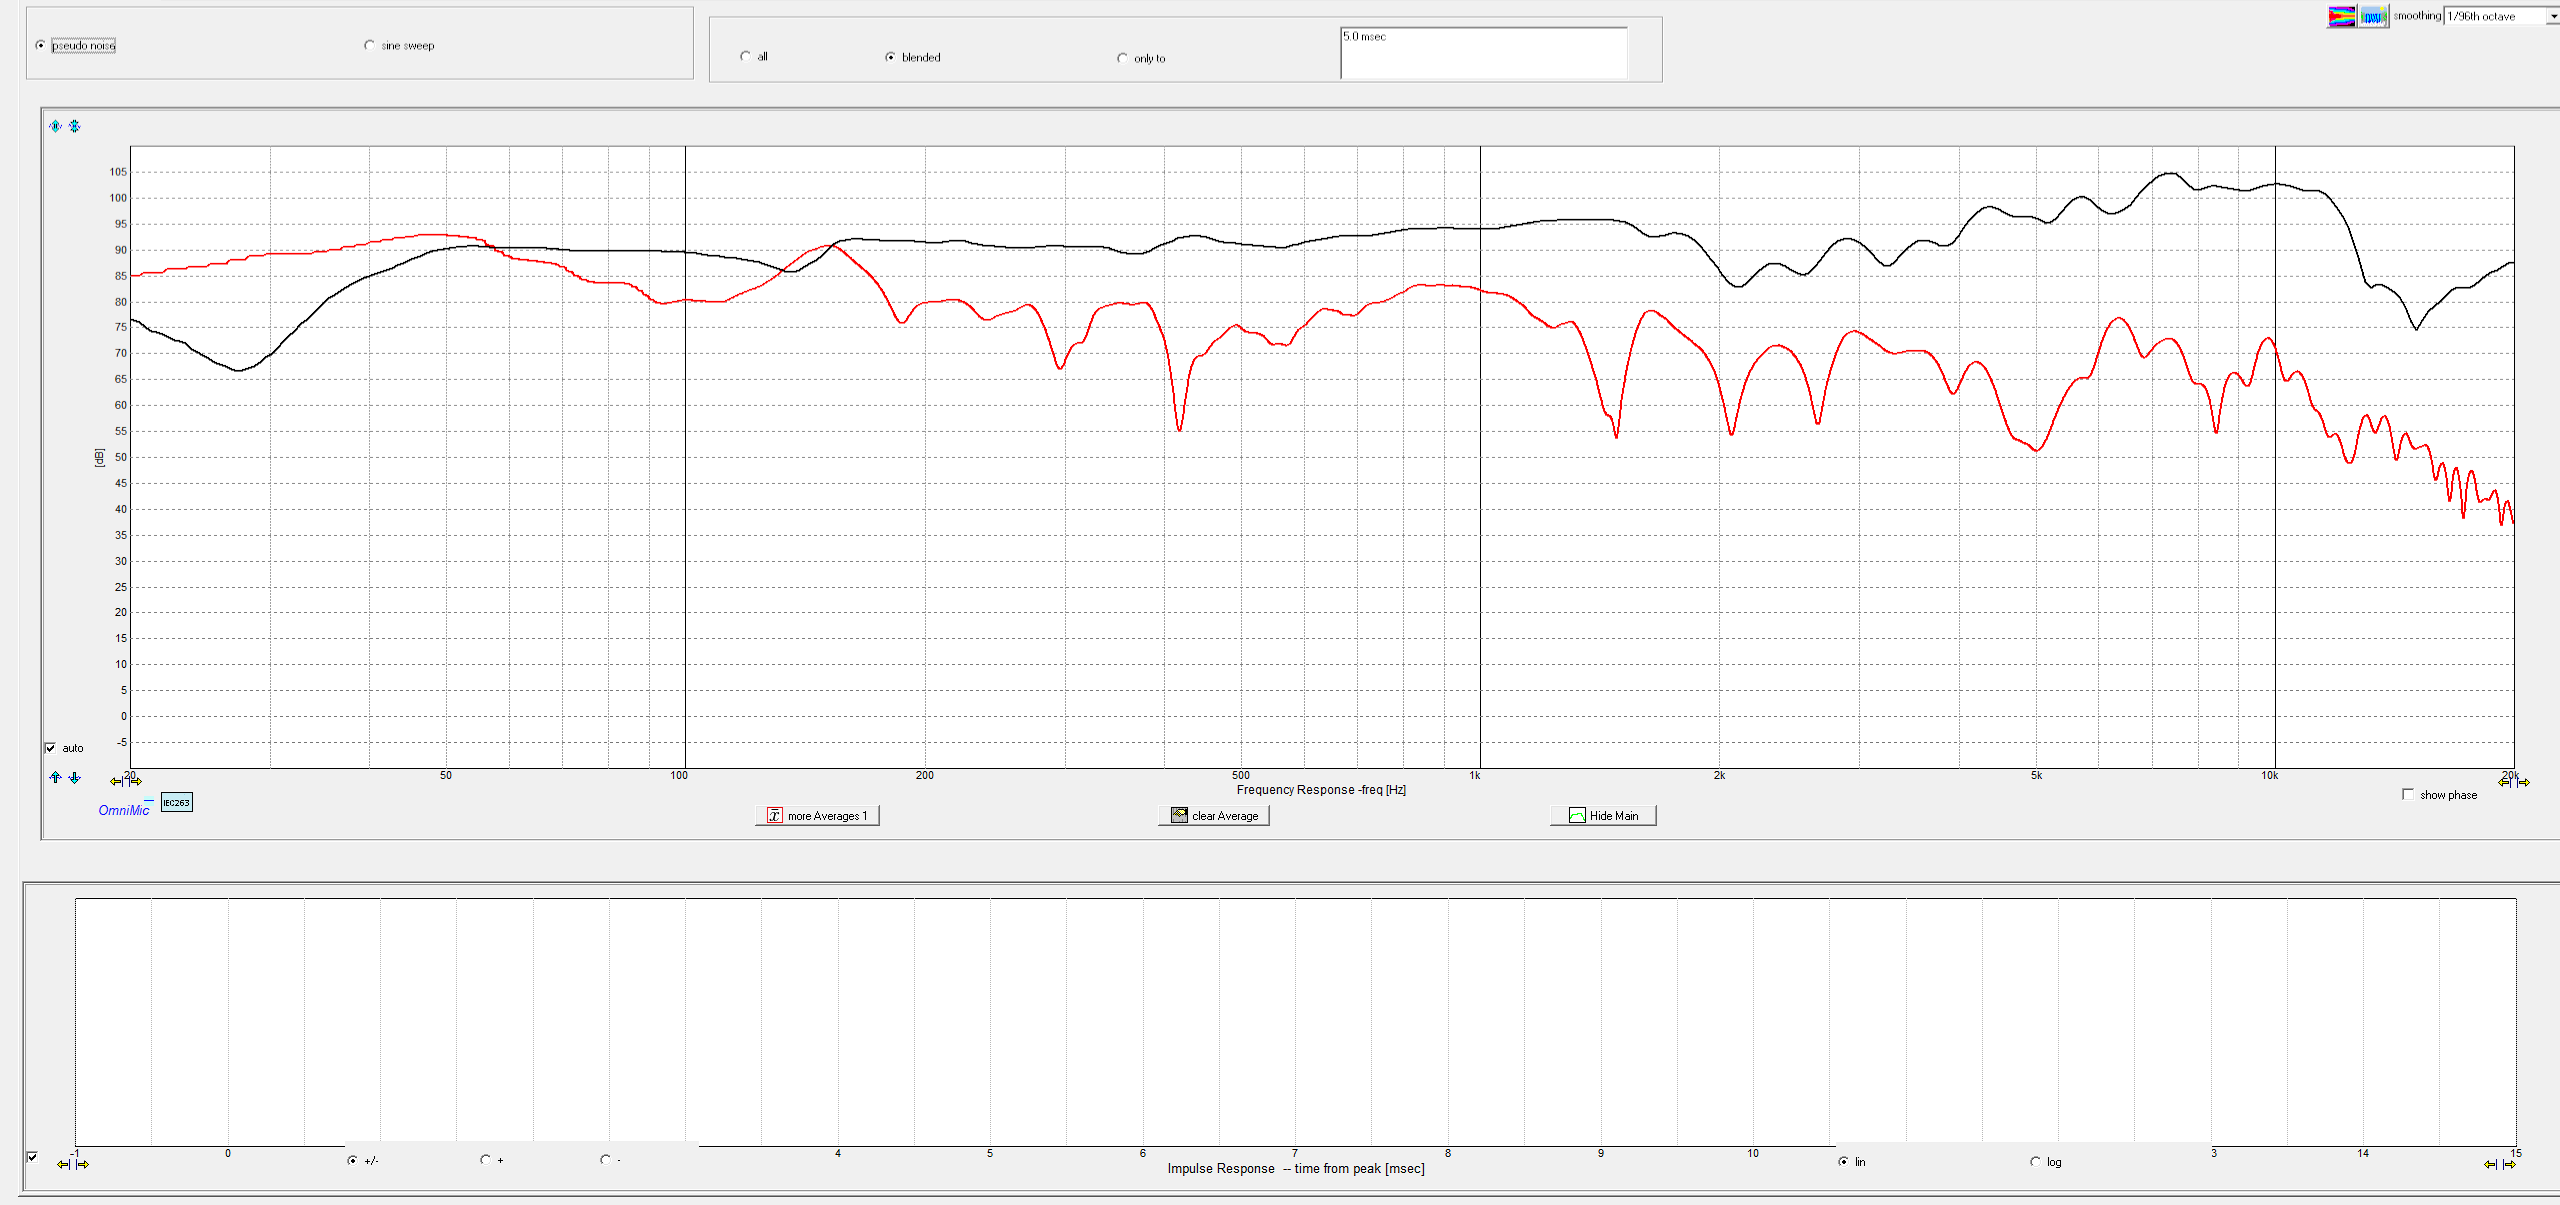 smoothing 1/96th octave
pseudo noise sine sweep
all blended only to 5.0 msec
105
100
95
90
85
80
75
70
65
60
55
50
45
40
35
30
25
20
15
10
5
0
-5
[dB]
auto
20 50 100 200 500 1k 2k 5k 10k 20k
Frequency Response -freq [Hz]
show phase
OmniMic IEC263
more Averages 1 clear Average Hide Main
-1 0 4 5 6 7 8 9 10 3 14 15
+/- + - lin log
Impulse Response -- time from peak [msec]